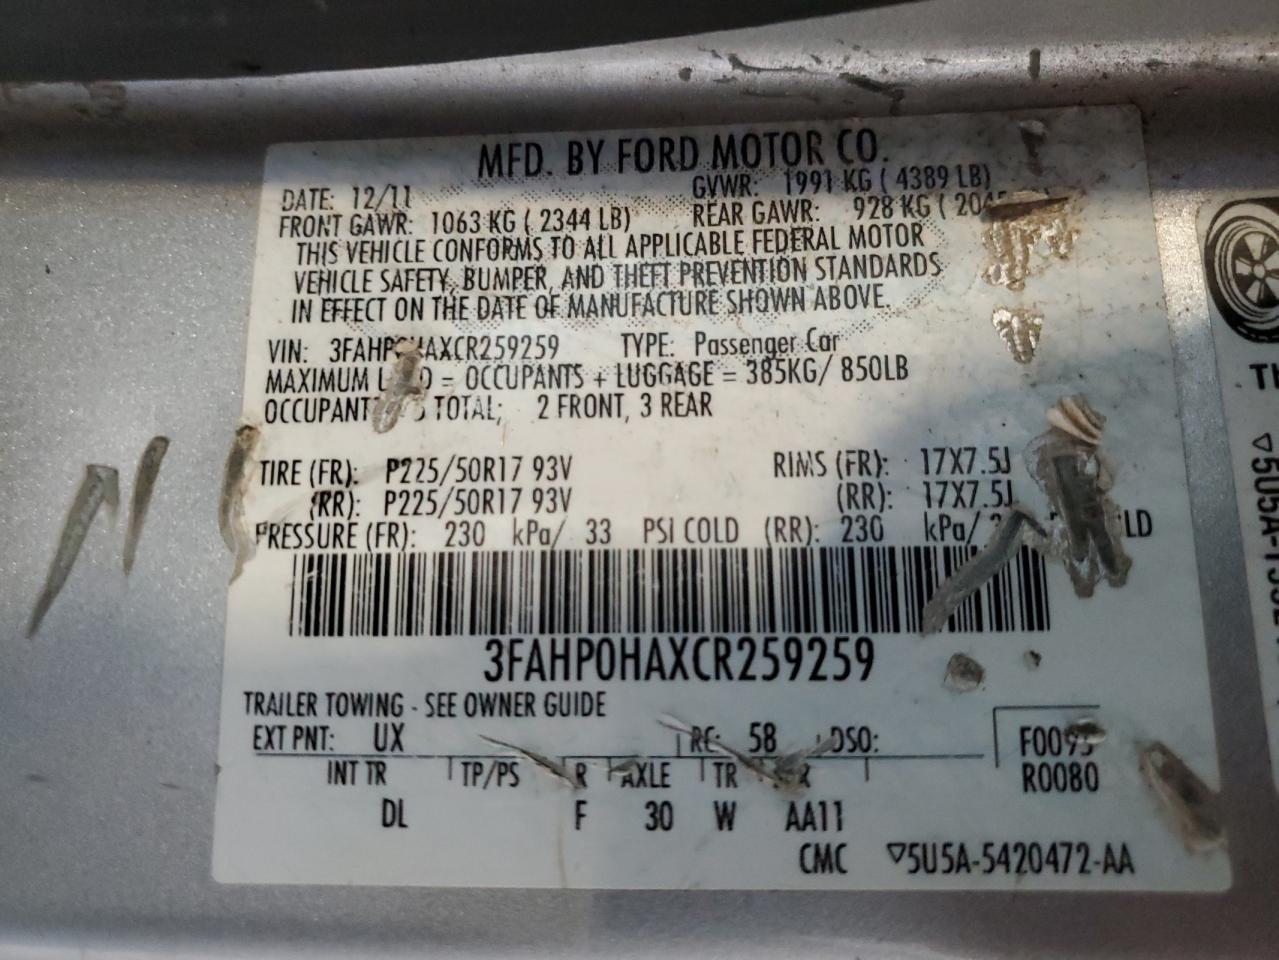 MFD. BY FORD MOTOR CO.
DATE: 12/11 GVWR: 1991 KG ( 4389 LB)
FRONT GAWR: 1063 KG ( 2344 LB) REAR GAWR: 928 KG
THIS VEHICLE CONFORMS TO ALL APPLICABLE FEDERAL MOTOR
VEHICLE SAFETY, BUMPER, AND THEFT PREVENTION STANDARDS
IN EFFECT ON THE DATE OF MANUFACTURE SHOWN ABOVE.
VIN: 3FAHP0HAXCR259259 TYPE: Passenger Car
MAXIMUM = OCCUPANTS + LUGGAGE = 385KG/ 850LB
TOTAL; 2 FRONT, 3 REAR
TIRE (FR): P225/50R17 93V RIMS (FR): 17X7.5J
(RR): P225/50R17 93V (RR): 17X7.5J
PRESSURE (FR): 230 kPa/ 33 PSI COLD (RR): 230 kPa/
3FAHP0HAXCR259259
TRAILER TOWING - SEE OWNER GUIDE
EXT PNT: UX RC: 58 DSO: F0095
INT TR TP/PS R AXLE TR R0080
DL F 30 W AA11
CMC ▽5U5A-5420472-AA